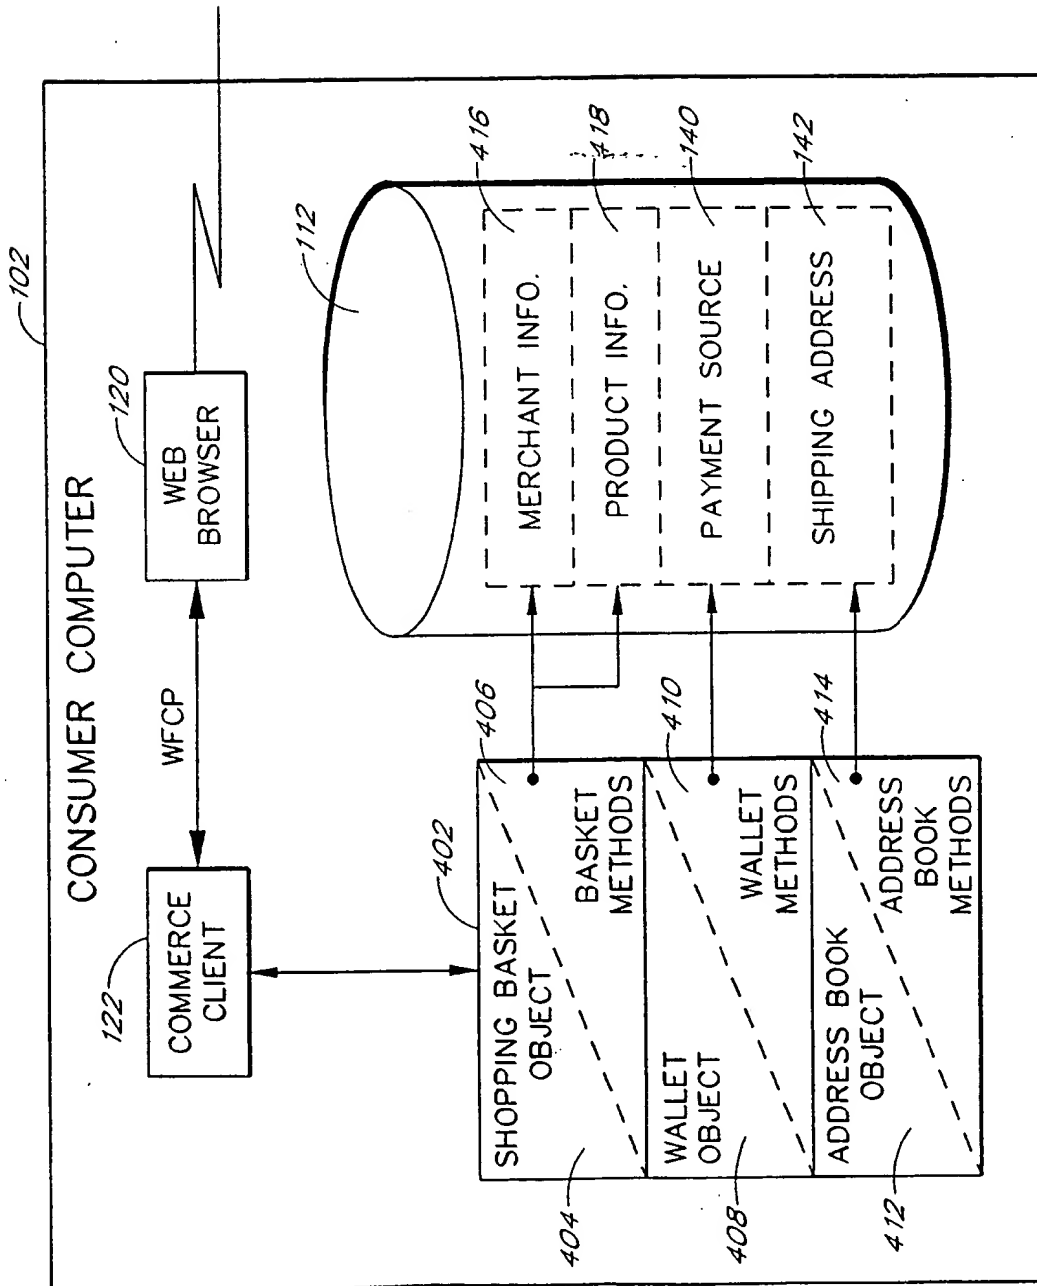 102
CONSUMER COMPUTER
122
COMMERCE
CLIENT
WFCP
120
WEB
BROWSER
402
SHOPPING BASKET
OBJECT
404
406
BASKET
METHODS
WALLET
OBJECT
408
410
WALLET
METHODS
ADDRESS BOOK
OBJECT
412
414
ADDRESS
BOOK
METHODS
112
MERCHANT INFO.
416
PRODUCT INFO.
418
PAYMENT SOURCE
140
SHIPPING ADDRESS
142